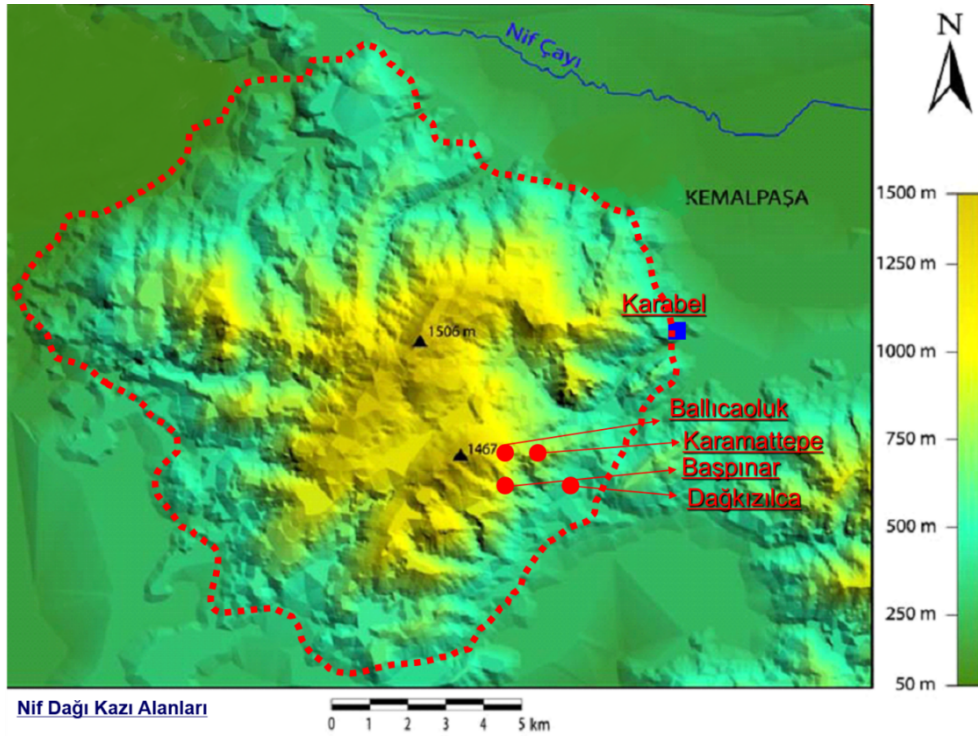 Nif Çayı
N
KEMALPAŞA
1500 m
1250 m
Karabel
1506 m
1000 m
Ballıcaoluk
Karamattepe
750 m
1467
Başpınar
Dağkızılca
500 m
250 m
50 m
Nif Dağı Kazı Alanları
0 1 2 3 4 5 km